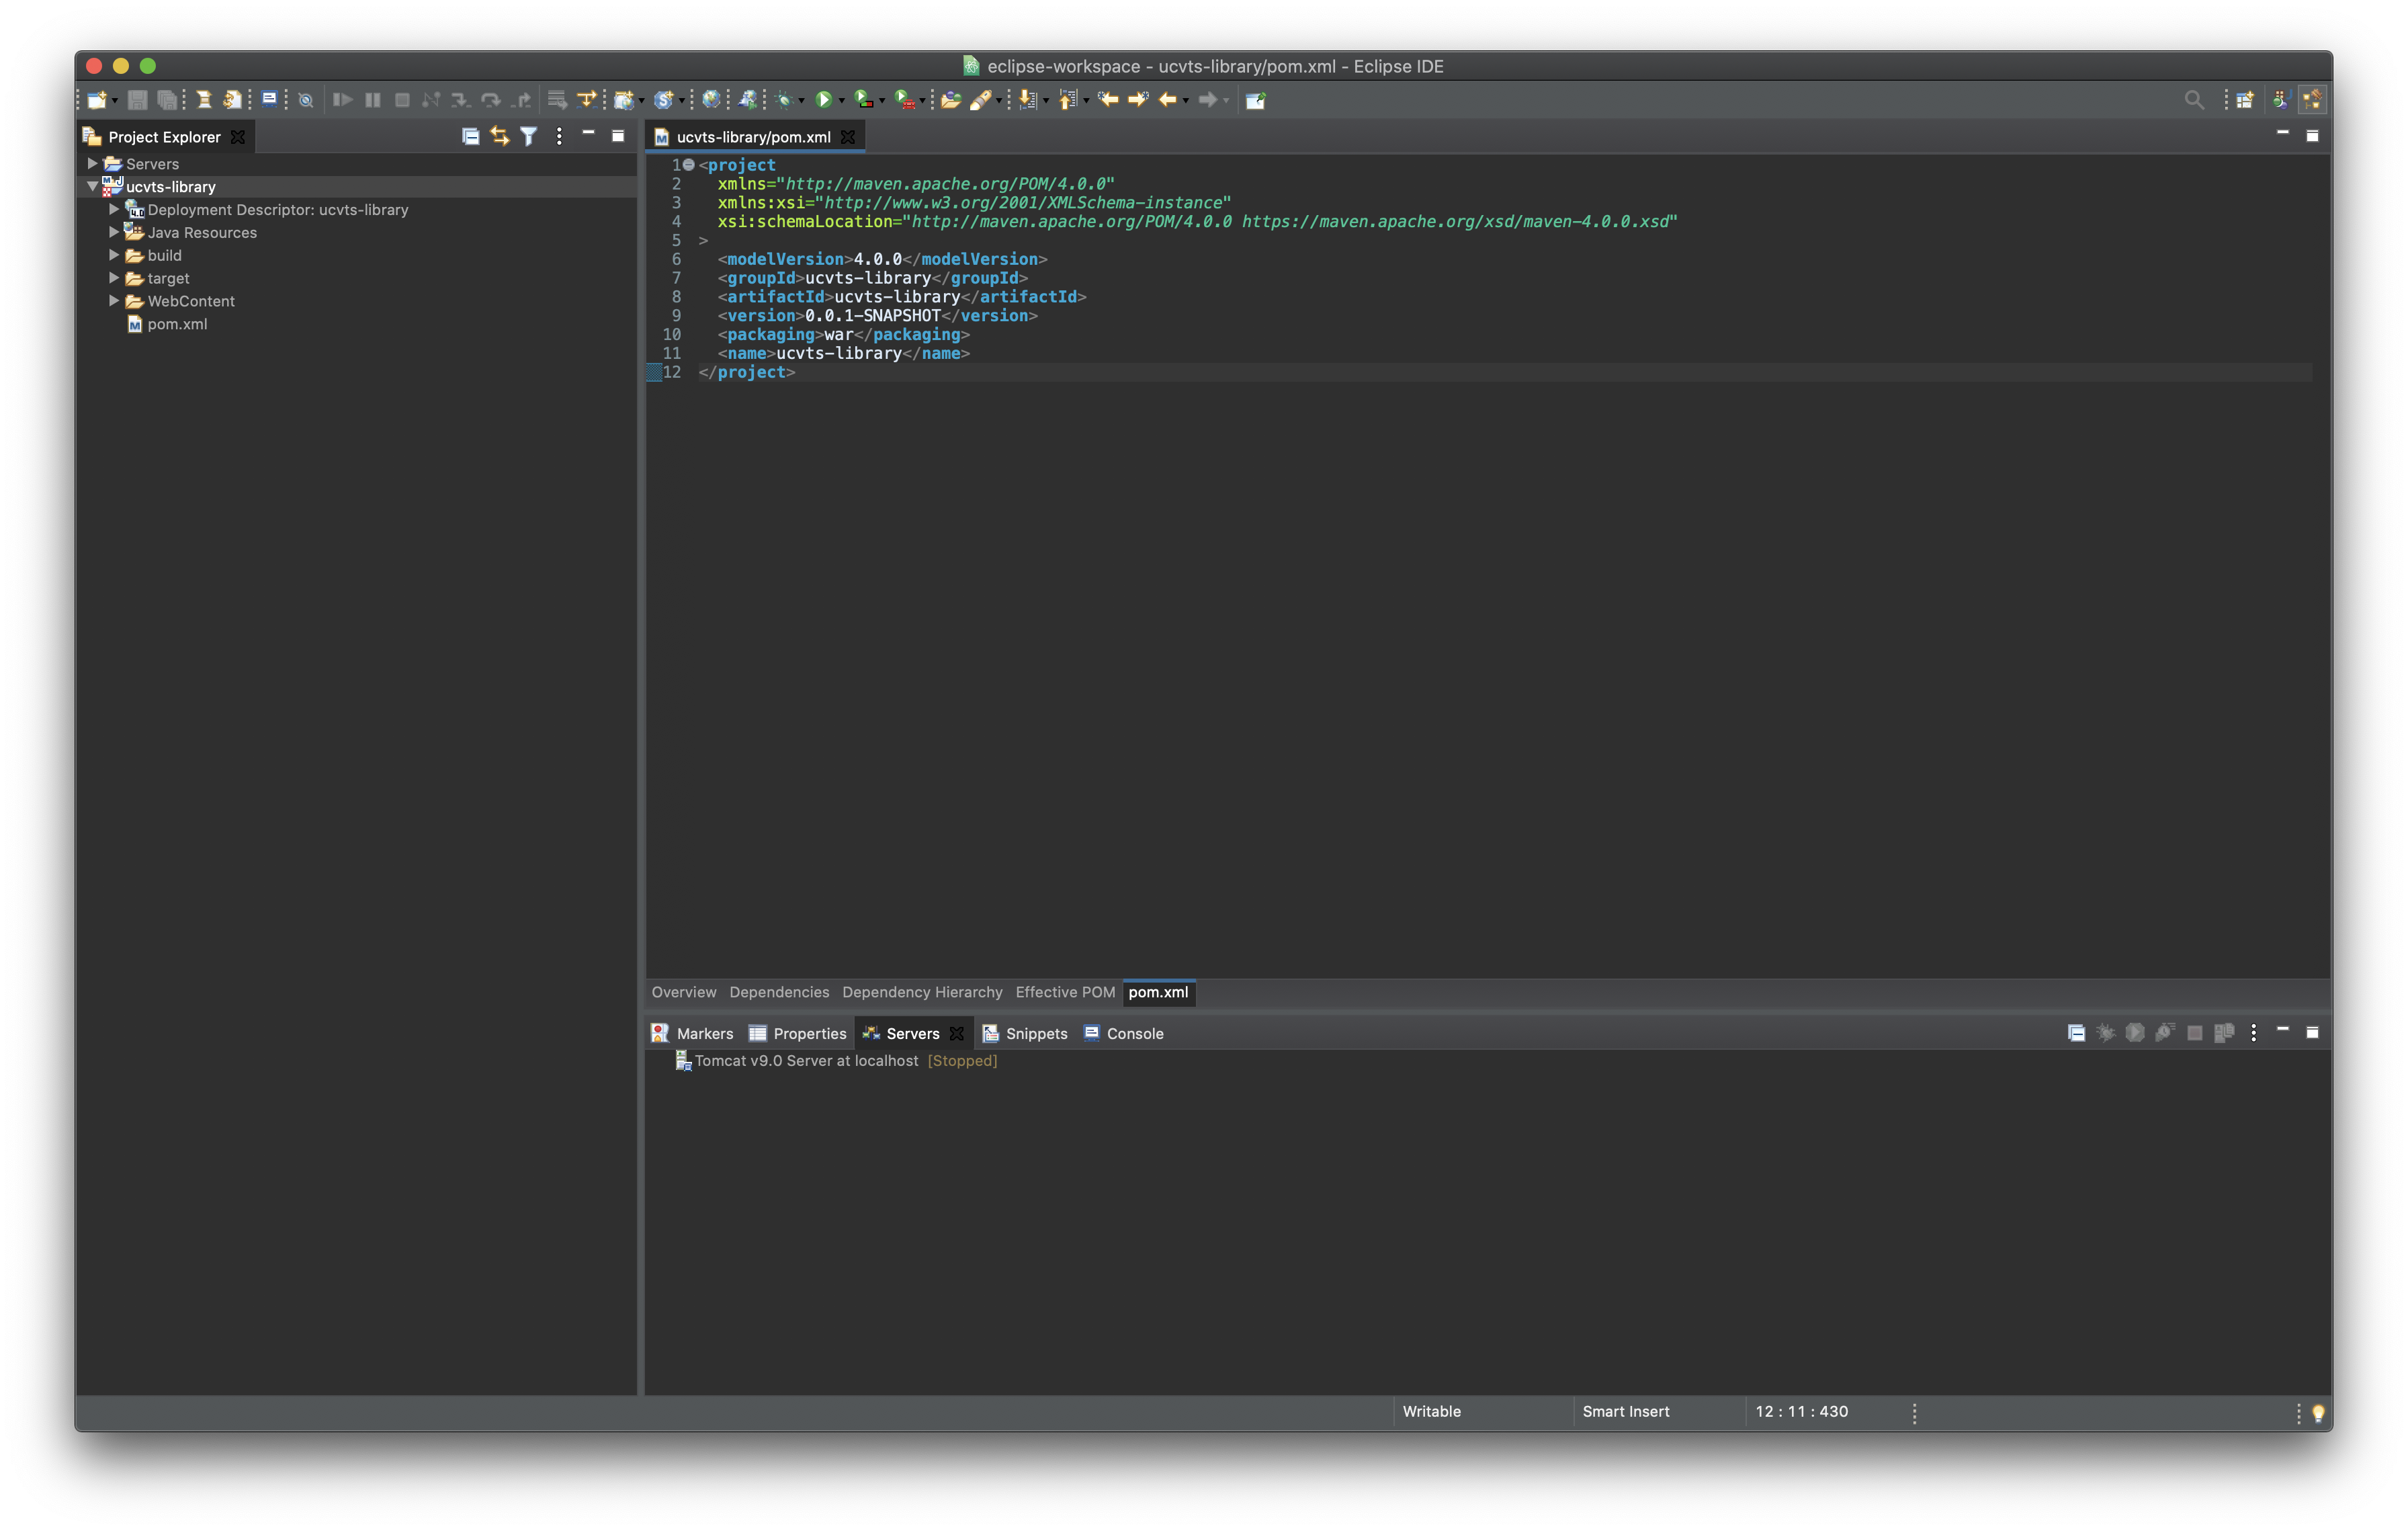 eclipse-workspace - ucvts-library/pom.xml - Eclipse IDE
Project Explorer
Servers
ucvts-library
Deployment Descriptor: ucvts-library
Java Resources
build
target
WebContent
pom.xml
ucvts-library/pom.xml
1 <project
2 xmlns="http://maven.apache.org/POM/4.0.0"
3 xmlns:xsi="http://www.w3.org/2001/XMLSchema-instance"
4 xsi:schemaLocation="http://maven.apache.org/POM/4.0.0 https://maven.apache.org/xsd/maven-4.0.0.xsd"
5 >
6 <modelVersion>4.0.0</modelVersion>
7 <groupId>ucvts-library</groupId>
8 <artifactId>ucvts-library</artifactId>
9 <version>0.0.1-SNAPSHOT</version>
10 <packaging>war</packaging>
11 <name>ucvts-library</name>
12 </project>
Overview Dependencies Dependency Hierarchy Effective POM pom.xml
Markers Properties Servers Snippets Console
Tomcat v9.0 Server at localhost [Stopped]
Writable Smart Insert 12 : 11 : 430